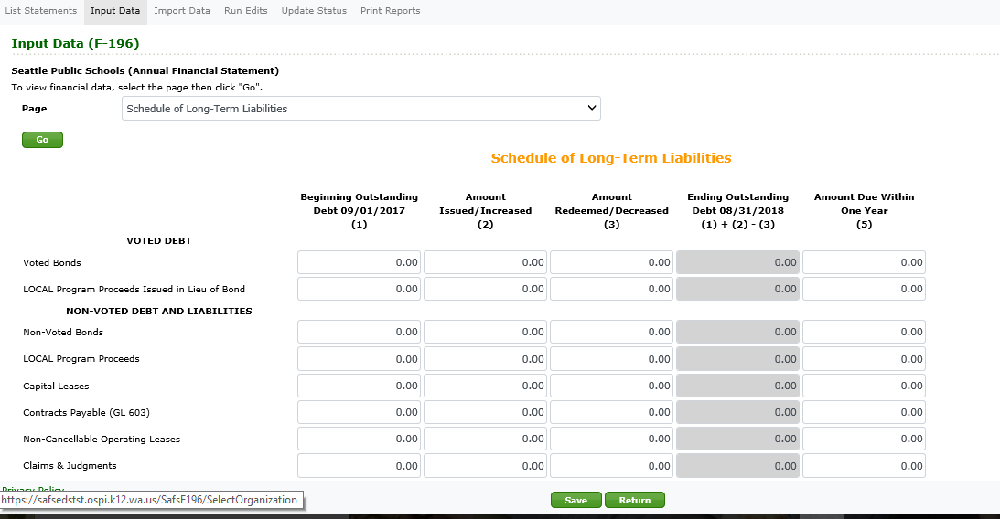 List Statements Input Data Import Data Run Edits Update Status Print Reports
Input Data (F-196)
Seattle Public Schools (Annual Financial Statement)
To view financial data, select the page then click "Go".
Page Schedule of Long-Term Liabilities
Go
Schedule of Long-Term Liabilities
Beginning Outstanding Amount Amount Ending Outstanding Amount Due Within
Debt 09/01/2017 Issued/Increased Redeemed/Decreased Debt 08/31/2018 One Year
(1) (2) (3) (1) + (2) - (3) (5)
VOTED DEBT
Voted Bonds 0.00 0.00 0.00 0.00 0.00
LOCAL Program Proceeds Issued in Lieu of Bond 0.00 0.00 0.00 0.00 0.00
NON-VOTED DEBT AND LIABILITIES
Non-Voted Bonds 0.00 0.00 0.00 0.00 0.00
LOCAL Program Proceeds 0.00 0.00 0.00 0.00 0.00
Capital Leases 0.00 0.00 0.00 0.00 0.00
Contracts Payable (GL 603) 0.00 0.00 0.00 0.00 0.00
Non-Cancellable Operating Leases 0.00 0.00 0.00 0.00 0.00
Claims & Judgments 0.00 0.00 0.00 0.00 0.00
Privacy Policy
https://safsedstst.ospi.k12.wa.us/SafsF196/SelectOrganization
Save Return